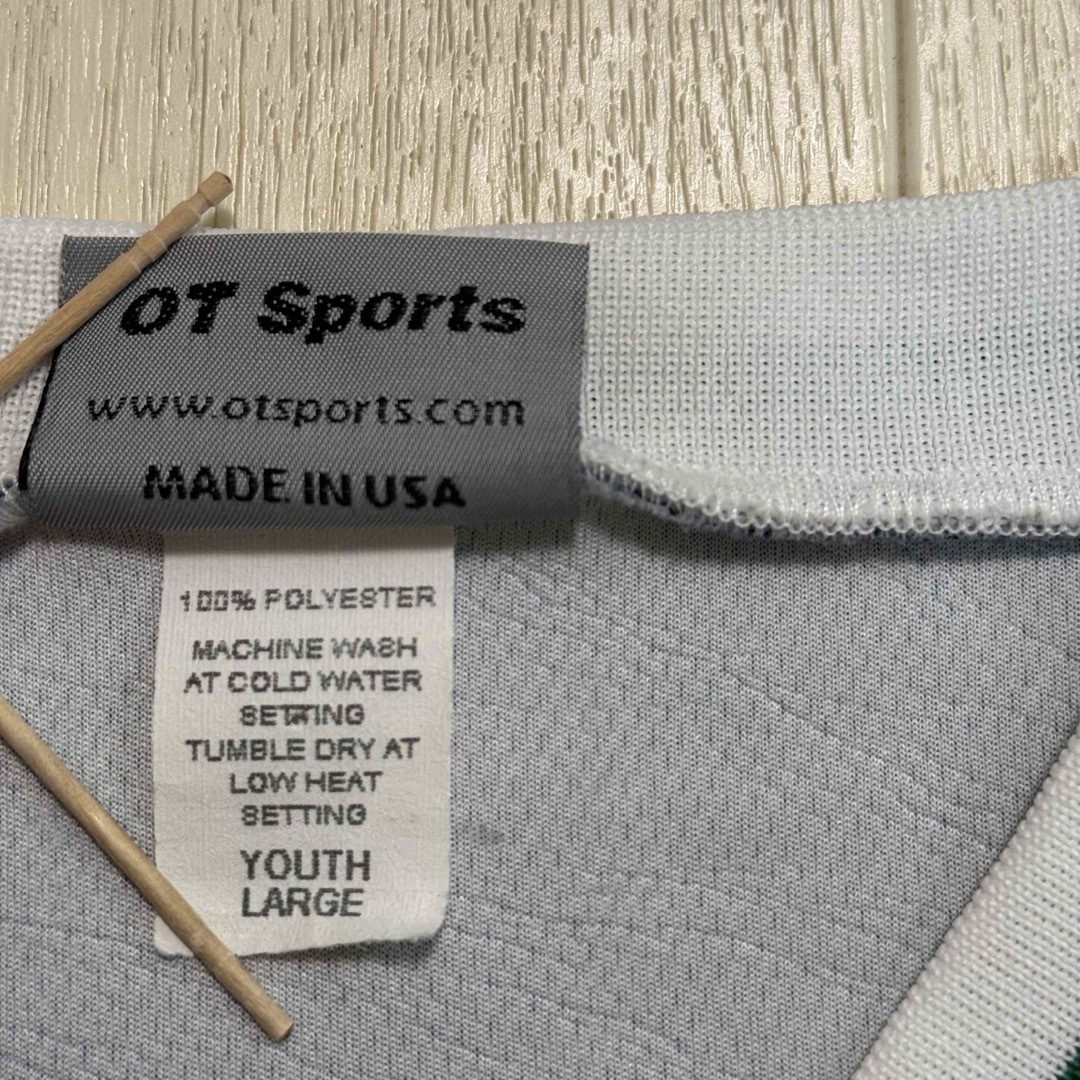 OT Sports
www.otsports.com
MADE IN USA
100% POLYESTER
MACHINE WASH
AT COLD WATER
SETTING
TUMBLE DRY AT
LOW HEAT
SETTING
YOUTH
LARGE